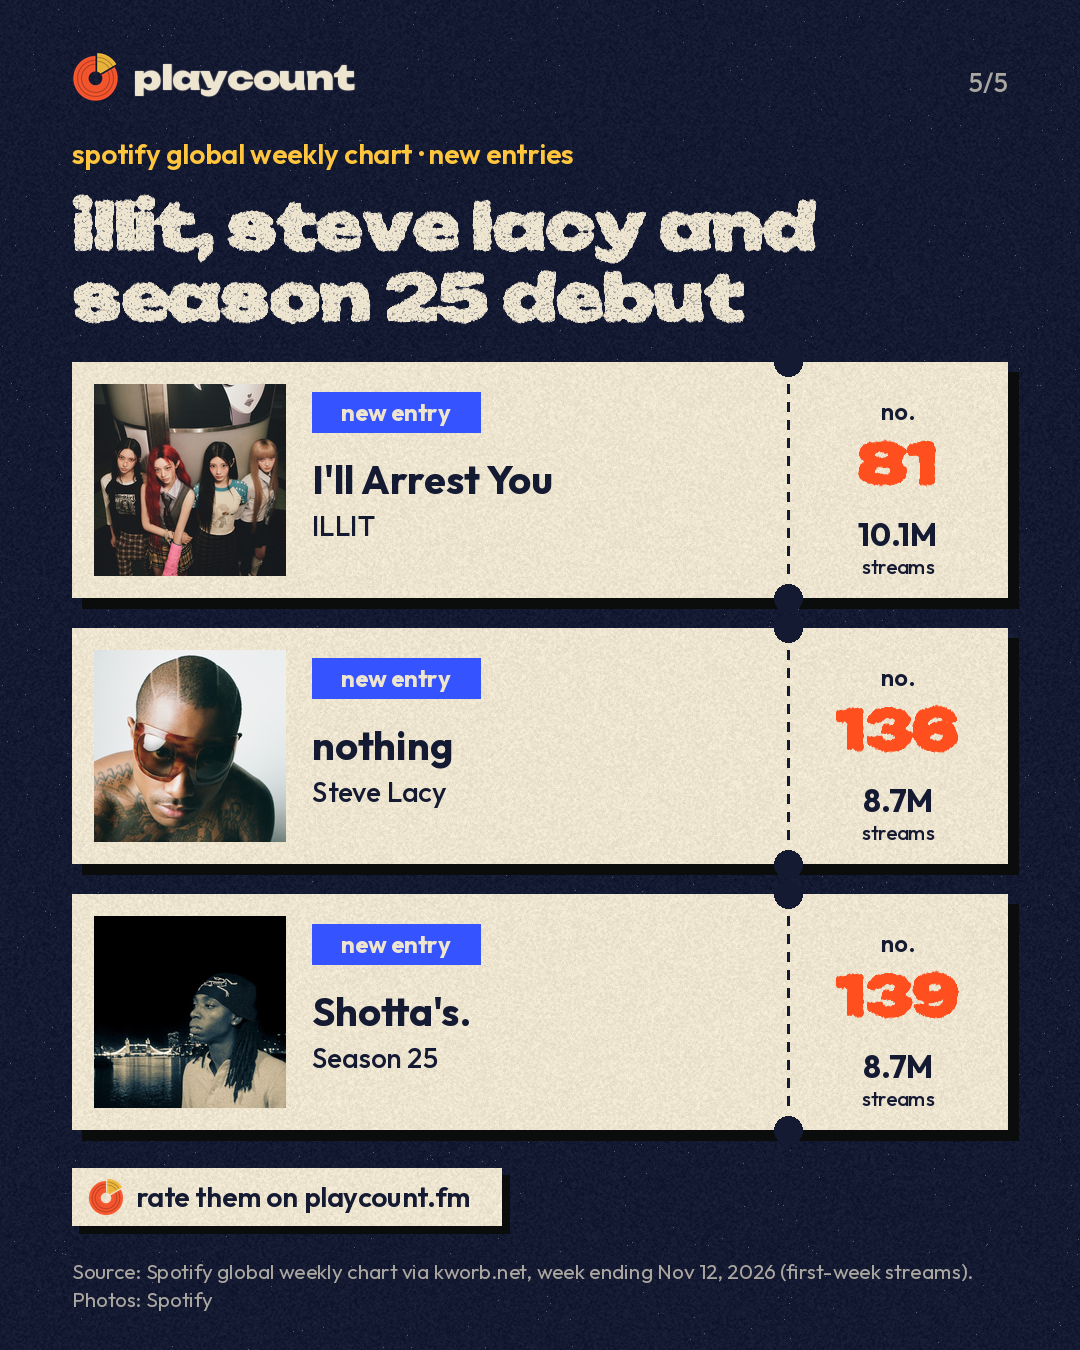 playcount
5/5
spotify global weekly chart · new entries
illit, steve lacy and
season 25 debut
new entry
I'll Arrest You
ILLIT
no.
81
10.1M
streams
new entry
nothing
Steve Lacy
no.
136
8.7M
streams
new entry
Shotta's.
Season 25
no.
139
8.7M
streams
rate them on playcount.fm
Source: Spotify global weekly chart via kworb.net, week ending Nov 12, 2026 (first-week streams).
Photos: Spotify